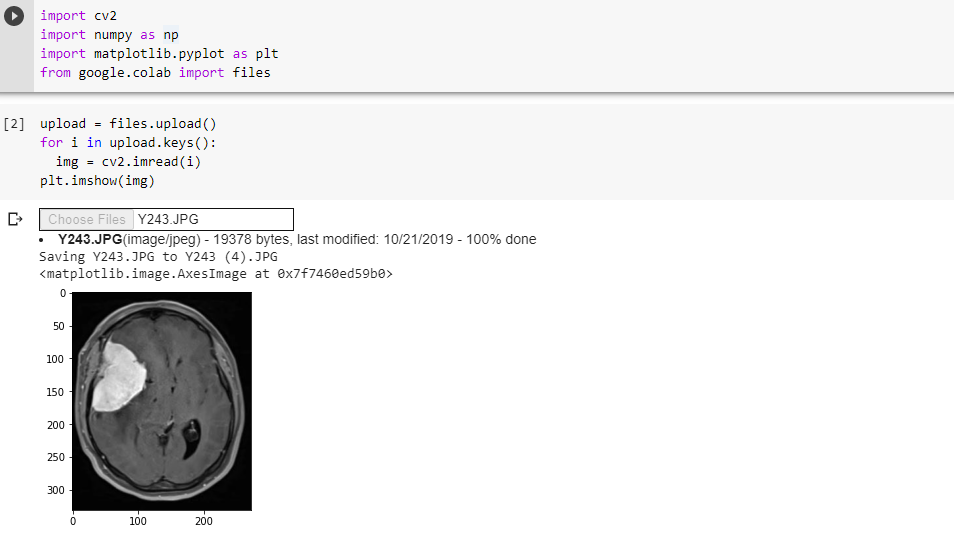 import cv2
import numpy as np
import matplotlib.pyplot as plt
from google.colab import files
[2] upload = files.upload()
for i in upload.keys():
  img = cv2.imread(i)
plt.imshow(img)
Choose Files Y243.JPG
• Y243.JPG(image/jpeg) - 19378 bytes, last modified: 10/21/2019 - 100% done
Saving Y243.JPG to Y243 (4).JPG
<matplotlib.image.AxesImage at 0x7f7460ed59b0>
0
50
100
150
200
250
300
0 100 200